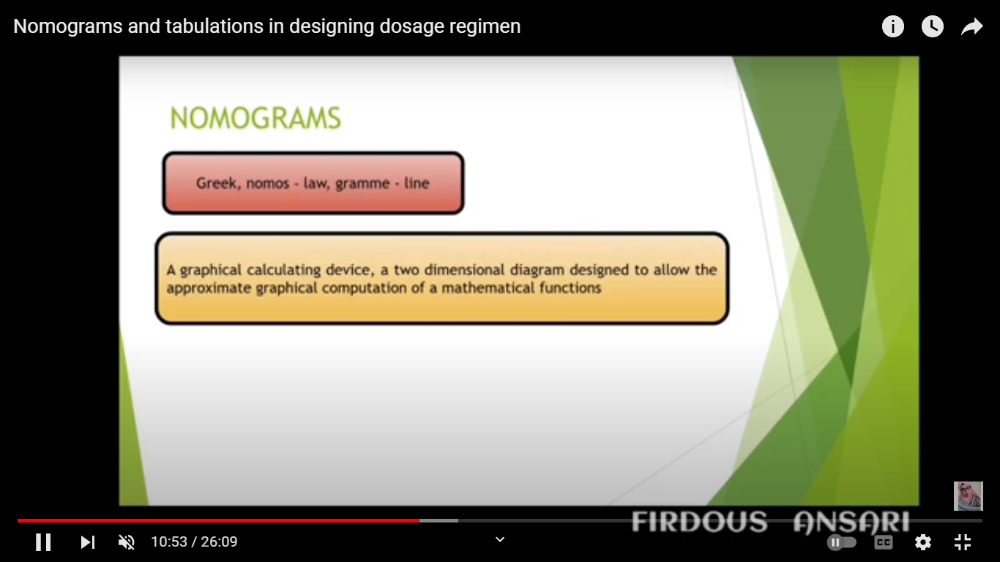 Nomograms and tabulations in designing dosage regimen
NOMOGRAMS
Greek, nomos - law, gramme - line
A graphical calculating device, a two dimensional diagram designed to allow the
approximate graphical computation of a mathematical functions
FIRDOUS ANSARI
10:53 / 26:09
CC